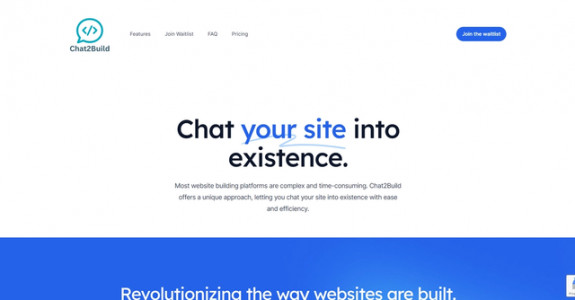 Chat2Build
Features
Join Waitlist
FAQ
Pricing
Join the waitlist
Chat your site into
existence.
Most website building platforms are complex and time-consuming. Chat2Build
offers a unique approach, letting you chat your site into existence with ease
and efficiency.
Revolutionizing the way websites are built.